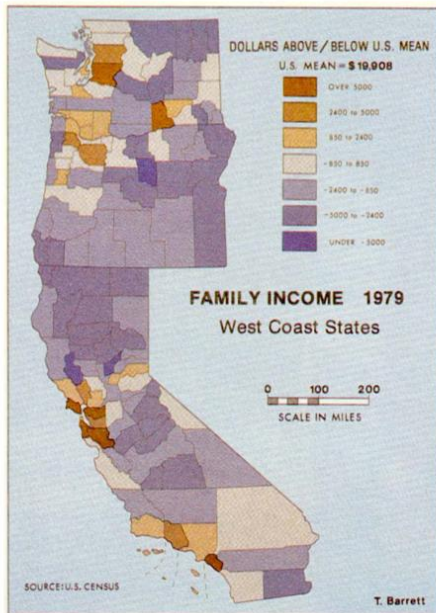 DOLLARS ABOVE/BELOW U.S. MEAN
U.S. MEAN = $19,908
OVER 5000
2400 to 5000
850 to 2400
-850 to 850
-2400 to -850
-5000 to -2400
UNDER -5000
FAMILY INCOME 1979
West Coast States
0 100 200
SCALE IN MILES
SOURCE: U.S. CENSUS
T. Barrett